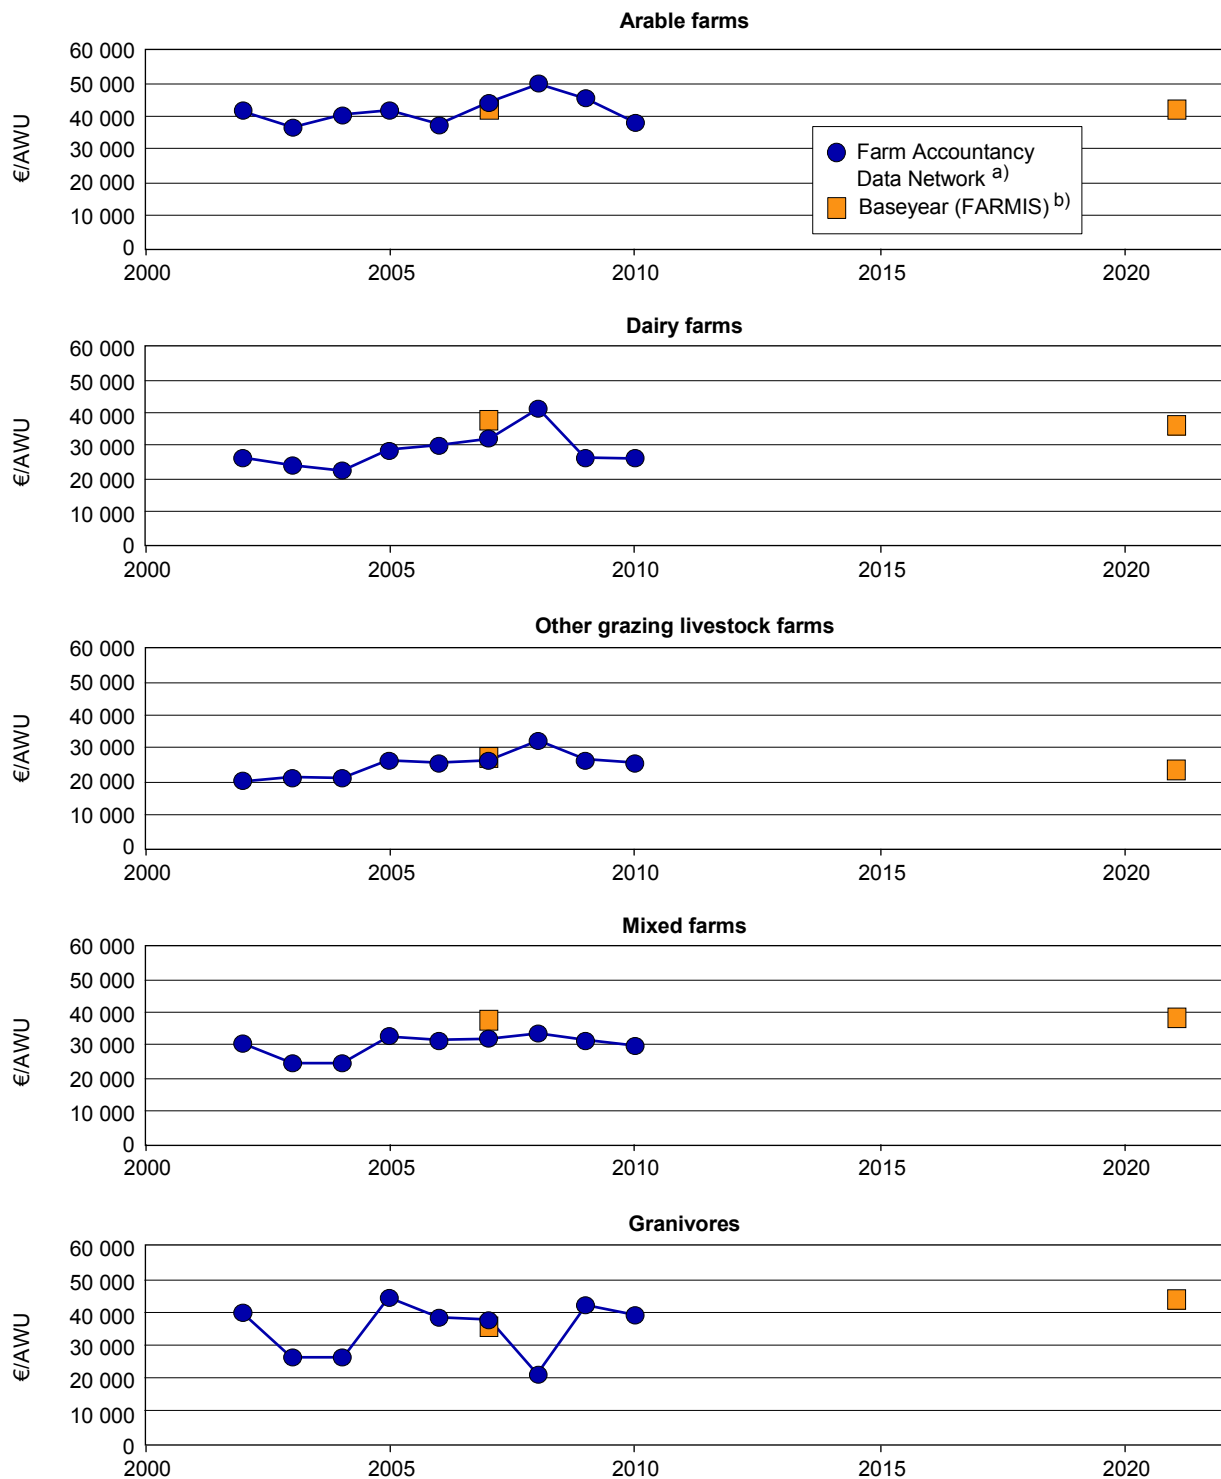 Arable farms
60 000
50 000
40 000
30 000
20 000
10 000
0
€/AWU
Farm Accountancy
Data Network a)
Baseyear (FARMIS) b)
2000 2005 2010 2015 2020
Dairy farms
60 000
50 000
40 000
30 000
20 000
10 000
0
€/AWU
2000 2005 2010 2015 2020
Other grazing livestock farms
60 000
50 000
40 000
30 000
20 000
10 000
0
€/AWU
2000 2005 2010 2015 2020
Mixed farms
60 000
50 000
40 000
30 000
20 000
10 000
0
€/AWU
2000 2005 2010 2015 2020
Granivores
60 000
50 000
40 000
30 000
20 000
10 000
0
€/AWU
2000 2005 2010 2015 2020